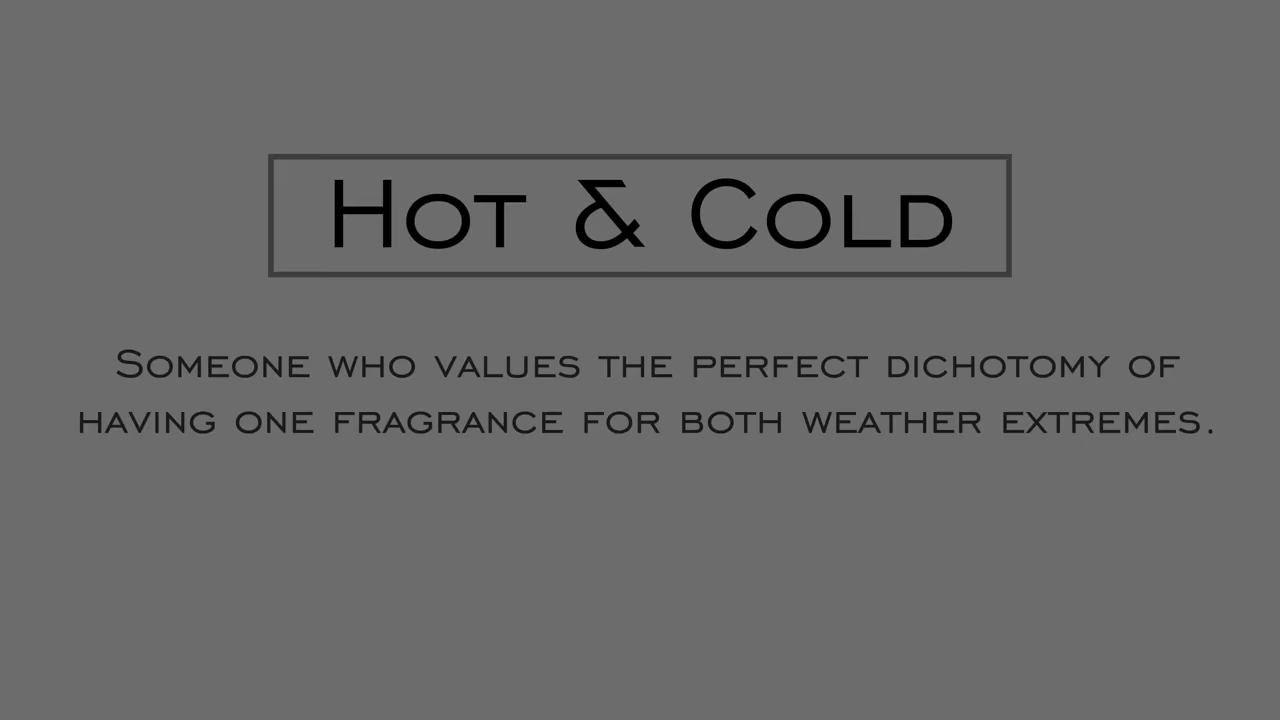 Hot & Cold
Someone who values the perfect dichotomy of
having one fragrance for both weather extremes.